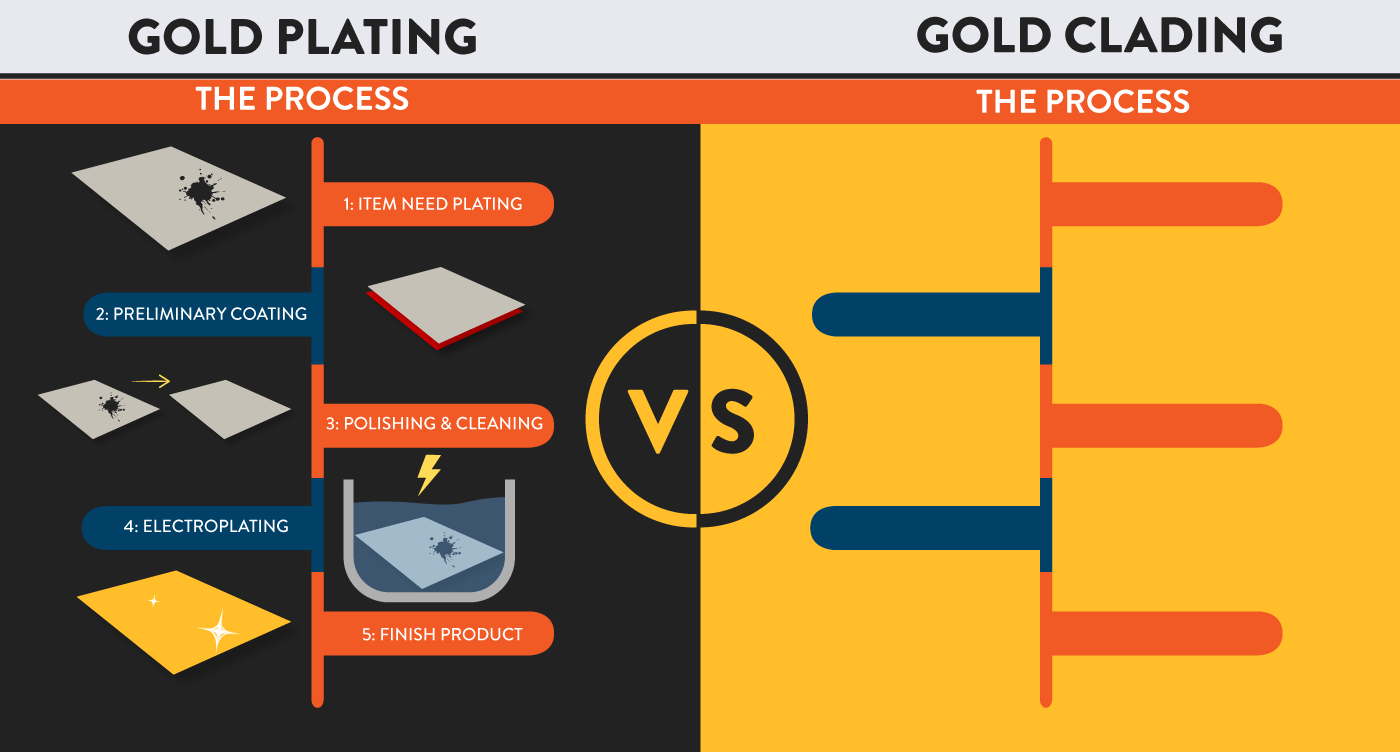 GOLD PLATING
GOLD CLADING
THE PROCESS
THE PROCESS
1: ITEM NEED PLATING
2: PRELIMINARY COATING
3: POLISHING & CLEANING
VS
4: ELECTROPLATING
5: FINISH PRODUCT